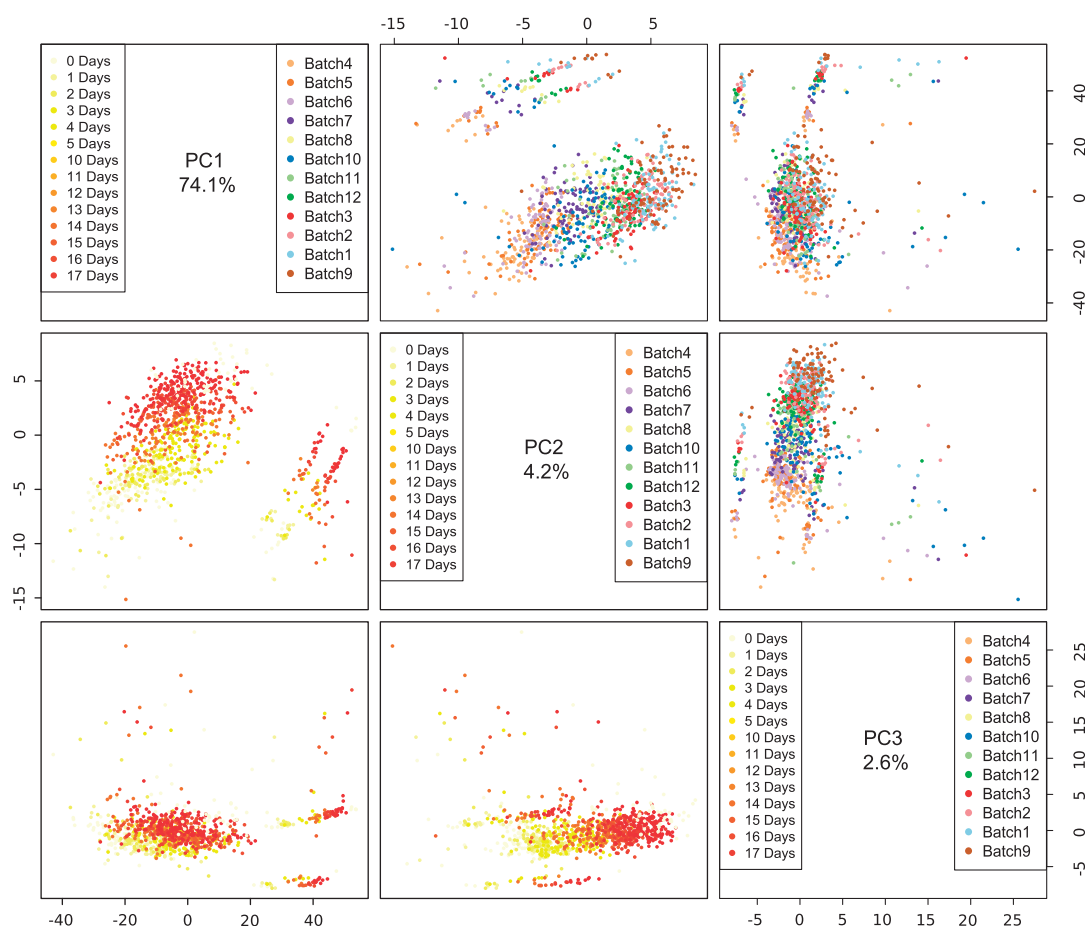 -15 -10 -5 0 5
0 Days
1 Days
2 Days
3 Days
4 Days
5 Days
10 Days
11 Days
12 Days
13 Days
14 Days
15 Days
16 Days
17 Days
PC1
74.1%
Batch4
Batch5
Batch6
Batch7
Batch8
Batch10
Batch11
Batch12
Batch3
Batch2
Batch1
Batch9
40
20
0
-20
-40
5
0
-5
-10
-15
0 Days
1 Days
2 Days
3 Days
4 Days
5 Days
10 Days
11 Days
12 Days
13 Days
14 Days
15 Days
16 Days
17 Days
PC2
4.2%
Batch4
Batch5
Batch6
Batch7
Batch8
Batch10
Batch11
Batch12
Batch3
Batch2
Batch1
Batch9
0 Days
1 Days
2 Days
3 Days
4 Days
5 Days
10 Days
11 Days
12 Days
13 Days
14 Days
15 Days
16 Days
17 Days
PC3
2.6%
Batch4
Batch5
Batch6
Batch7
Batch8
Batch10
Batch11
Batch12
Batch3
Batch2
Batch1
Batch9
25
20
15
10
5
0
-5
-40 -20 0 20 40
-5 0 5 10 15 20 25